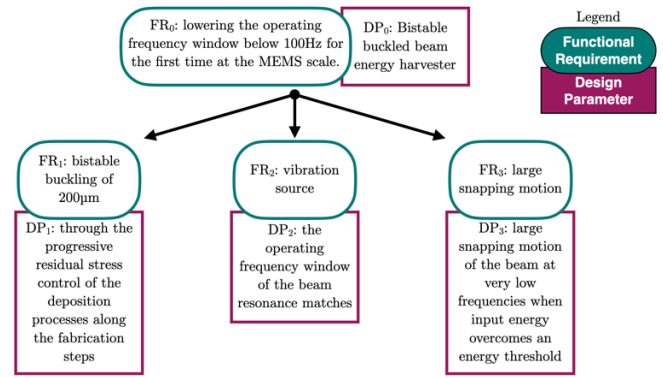 FR₀: lowering the operating
frequency window below 100Hz for
the first time at the MEMS scale.
DP₀: Bistable
buckled beam
energy harvester
Legend
Functional
Requirement
Design
Parameter
FR₁: bistable
buckling of
200µm
DP₁: through the
progressive
residual stress
control of the
deposition
processes along
the fabrication
steps
FR₂: vibration
source
DP₂: the
operating
frequency window
of the beam
resonance matches
FR₃: large
snapping motion
DP₃: large
snapping motion
of the beam at
very low
frequencies when
input energy
overcomes an
energy threshold